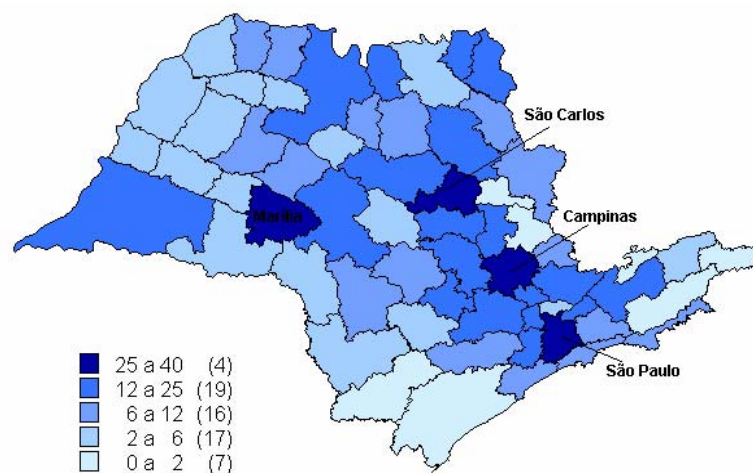 São Carlos
Marília
Campinas
São Paulo
25 a 40 (4)
12 a 25 (19)
6 a 12 (16)
2 a 6 (17)
0 a 2 (7)